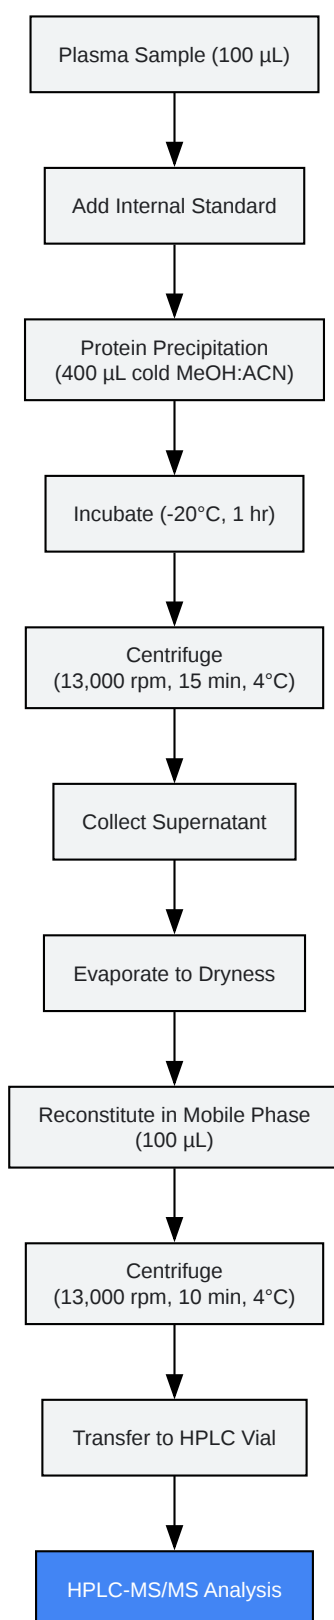 Plasma Sample (100 µL)
Add Internal Standard
Protein Precipitation
(400 µL cold MeOH:ACN)
Incubate (-20°C, 1 hr)
Centrifuge
(13,000 rpm, 15 min, 4°C)
Collect Supernatant
Evaporate to Dryness
Reconstitute in Mobile Phase
(100 µL)
Centrifuge
(13,000 rpm, 10 min, 4°C)
Transfer to HPLC Vial
HPLC-MS/MS Analysis